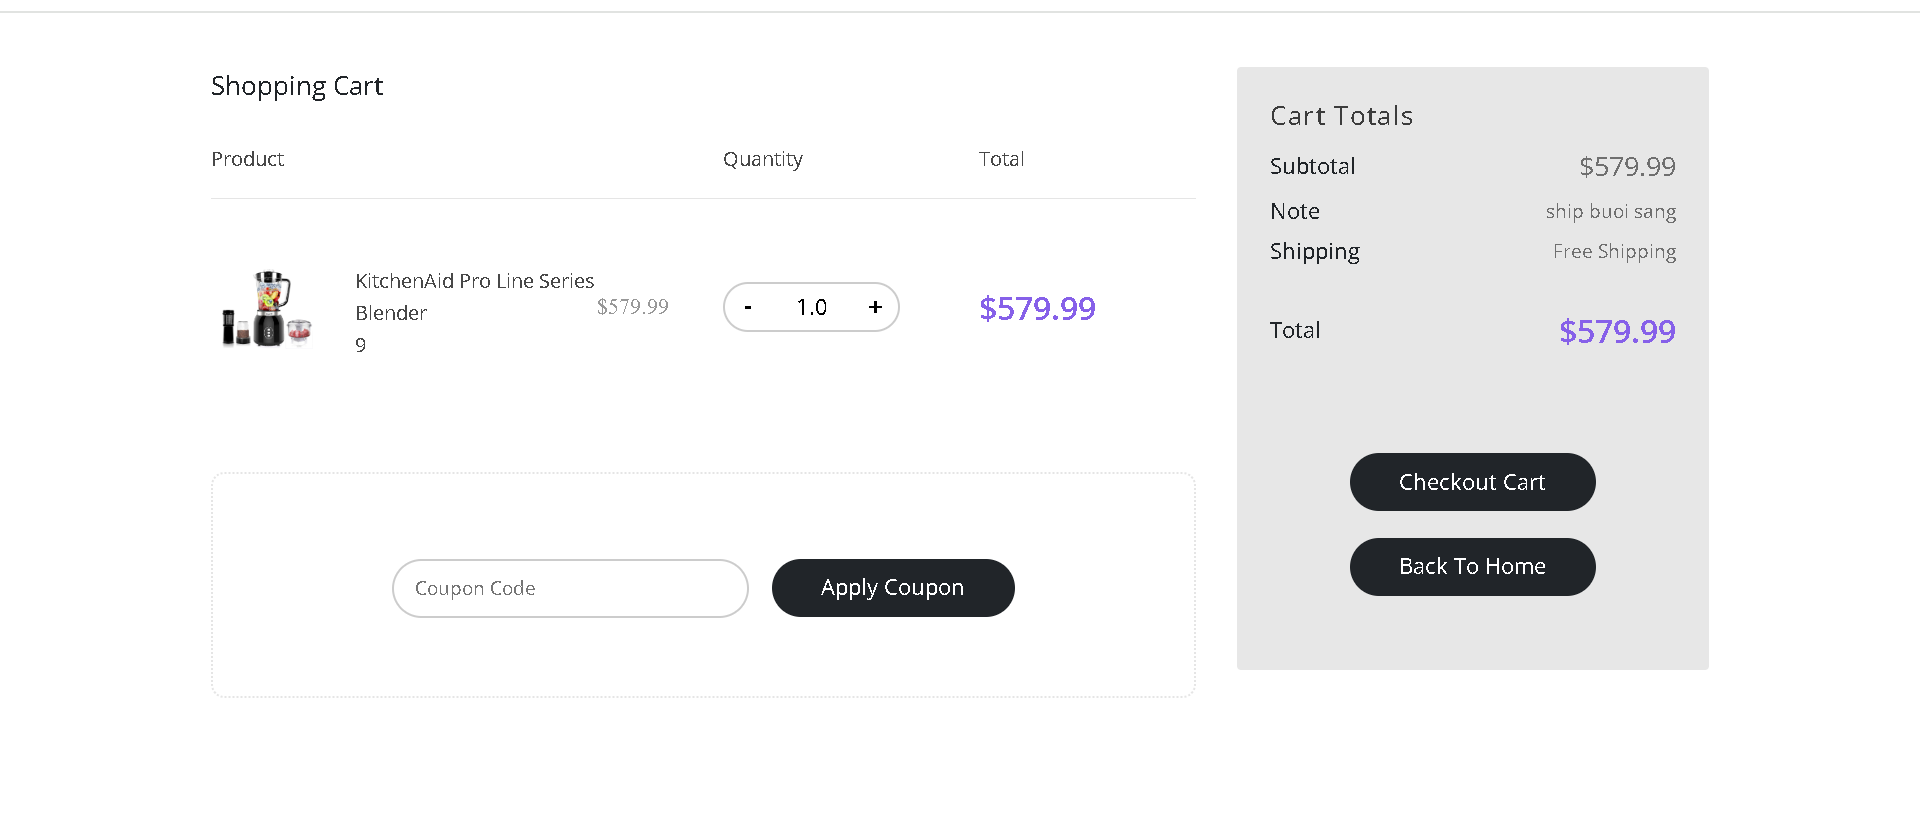 Shopping Cart
Product Quantity Total
KitchenAid Pro Line Series
Blender
9
$579.99
- 1.0 +
$579.99
Coupon Code
Apply Coupon
Cart Totals
Subtotal $579.99
Note ship buoi sang
Shipping Free Shipping
Total $579.99
Checkout Cart
Back To Home